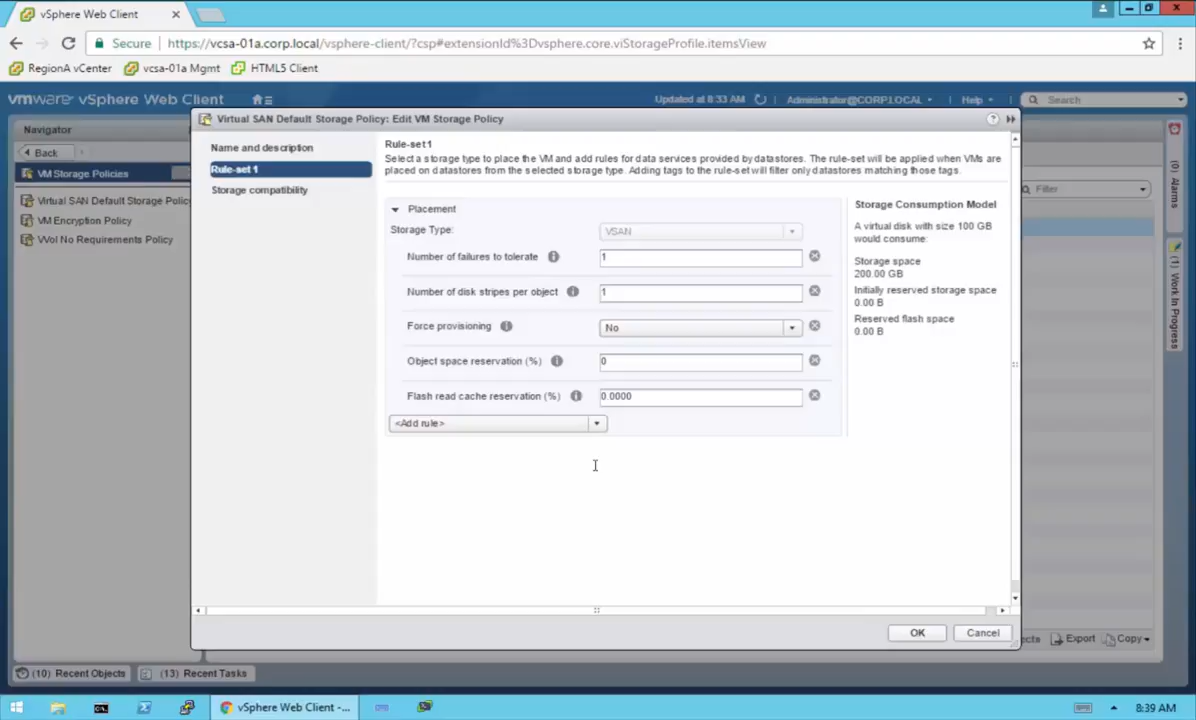 vSphere Web Client
Secure
https://vcsa-01a.corp.local/vsphere-client/?csp#extensionId%3Dvsphere.core.viStorageProfile.itemsView
RegionA vCenter
vcsa-01a Mgmt
HTML5 Client
vmware vSphere Web Client
Updated at 8:33 AM
Administrator@CORP.LOCAL
Help
Search
Navigator
Back
VM Storage Policies
Virtual SAN Default Storage Polic
VM Encryption Policy
VVol No Requirements Policy
Virtual SAN Default Storage Policy: Edit VM Storage Policy
Name and description
Rule-set 1
Storage compatibility
Rule-set 1
Select a storage type to place the VM and add rules for data services provided by datastores. The rule-set will be applied when VMs are
placed on datastores from the selected storage type. Adding tags to the rule-set will filter only datastores matching those tags.
Placement
Storage Type:
VSAN
Number of failures to tolerate
1
Number of disk stripes per object
1
Force provisioning
No
Object space reservation (%)
0
Flash read cache reservation (%)
0.0000
<Add rule>
Storage Consumption Model
A virtual disk with size 100 GB
would consume:
Storage space
200.00 GB
Initially reserved storage space
0.00 B
Reserved flash space
0.00 B
OK
Cancel
Filter
(0) Alarms
(1) Work In Progress
ects
Export
Copy
(10) Recent Objects
(13) Recent Tasks
vSphere Web Client -...
8:39 AM